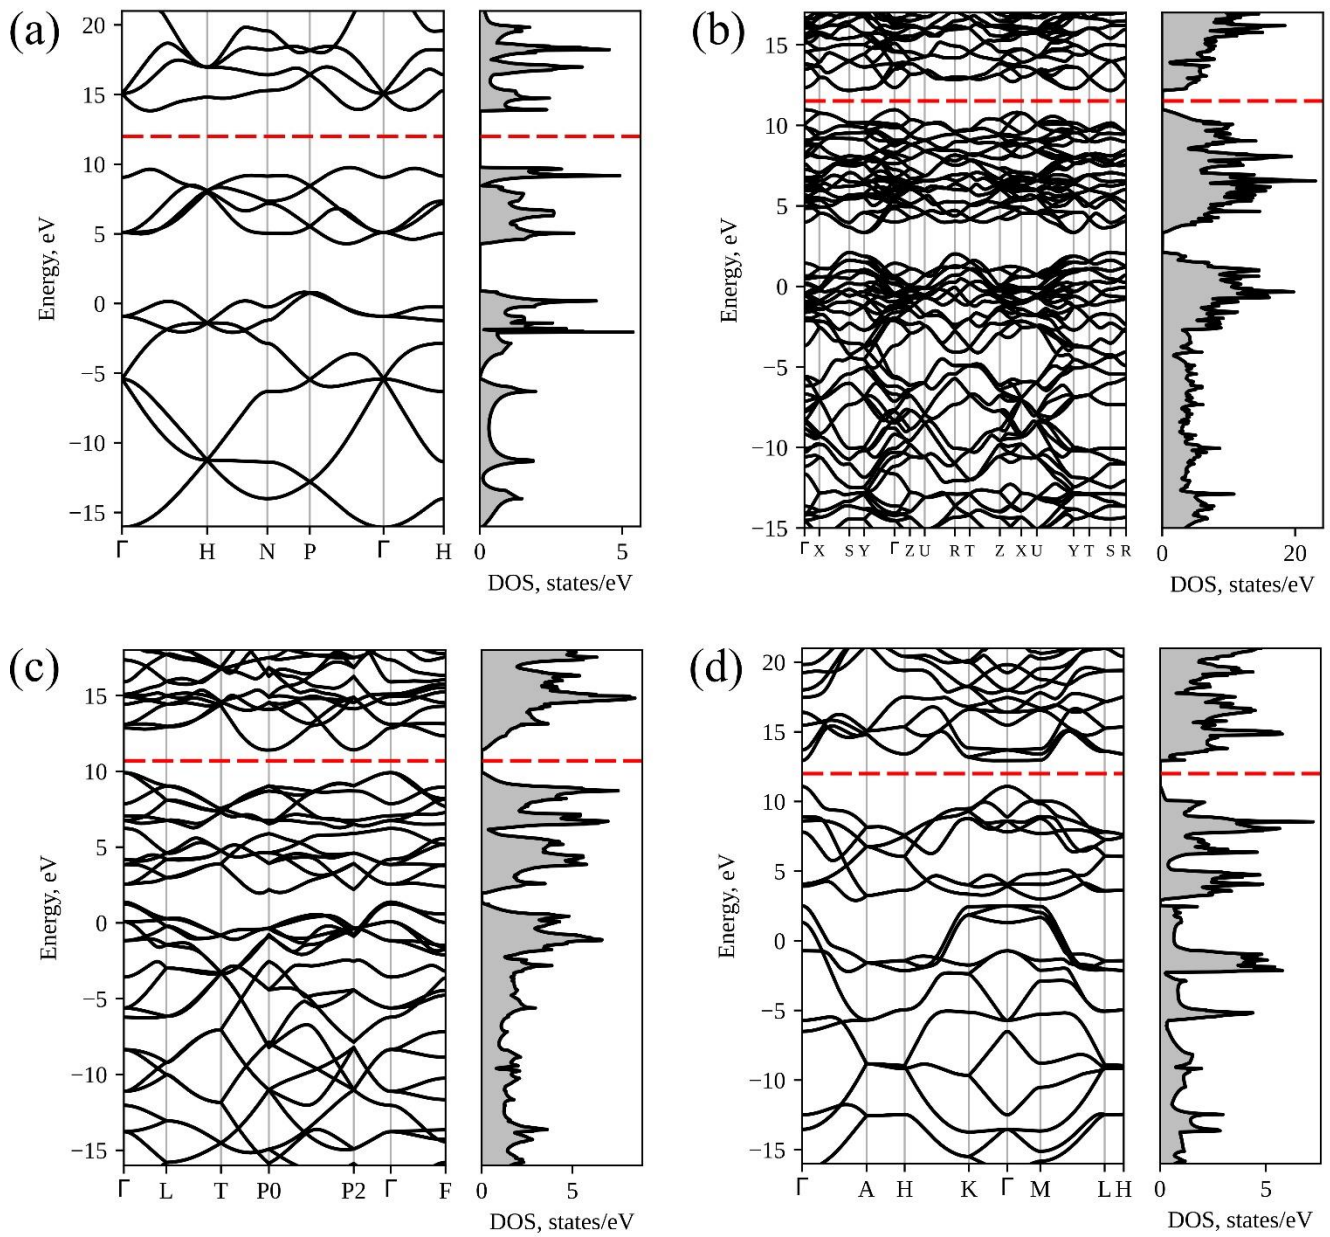 (a)
20
15
10
5
0
−5
−10
−15
Energy, eV
Γ H N P Γ H
0 5
DOS, states/eV
(b)
15
10
5
0
−5
−10
−15
Energy, eV
Γ X S Y Γ Z U R T Z X U Y T S R
0 20
DOS, states/eV
(c)
15
10
5
0
−5
−10
−15
Energy, eV
Γ L T P0 P2 Γ F
0 5
DOS, states/eV
(d)
20
15
10
5
0
−5
−10
−15
Energy, eV
Γ A H K Γ M L H
0 5
DOS, states/eV